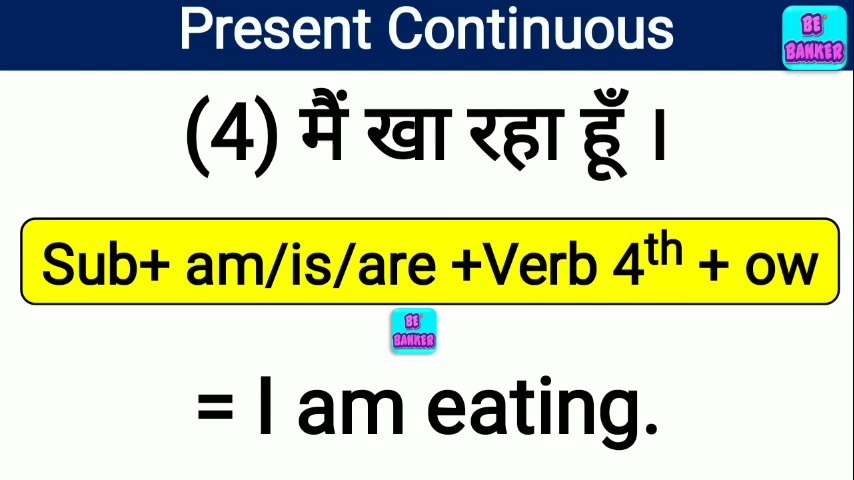 Present Continuous
BE
BANKER
(4) मैं खा रहा हूँ ।
Sub+ am/is/are +Verb 4th + ow
BE
BANKER
= I am eating.